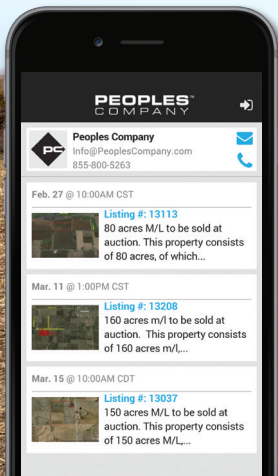 PEOPLES™
COMPANY
PC
Peoples Company
Info@PeoplesCompany.com
855-800-5263
Feb. 27 @ 10:00AM CST
Listing #: 13113
80 acres M/L to be sold at
auction. This property consists
of 80 acres, of which...
Mar. 11 @ 1:00PM CST
Listing #: 13208
160 acres m/l to be sold at
auction.  This property consists
of 160 acres m/l,...
Mar. 15 @ 10:00AM CDT
Listing #: 13037
150 acres M/L to be sold at
auction. This property consists
of 150 acres M/L,...